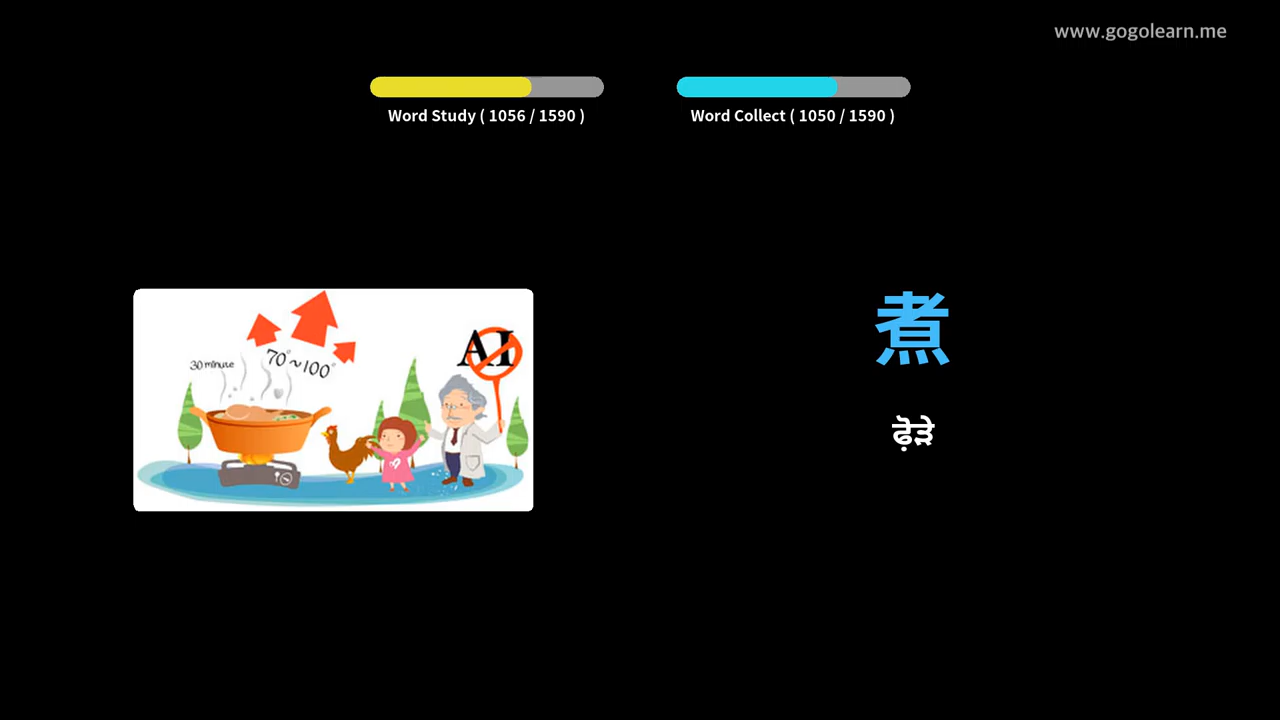 www.gogolearn.me
Word Study ( 1056 / 1590 )
Word Collect ( 1050 / 1590 )
30 minute
70°~100°
AI
煮
फ़ोड़े